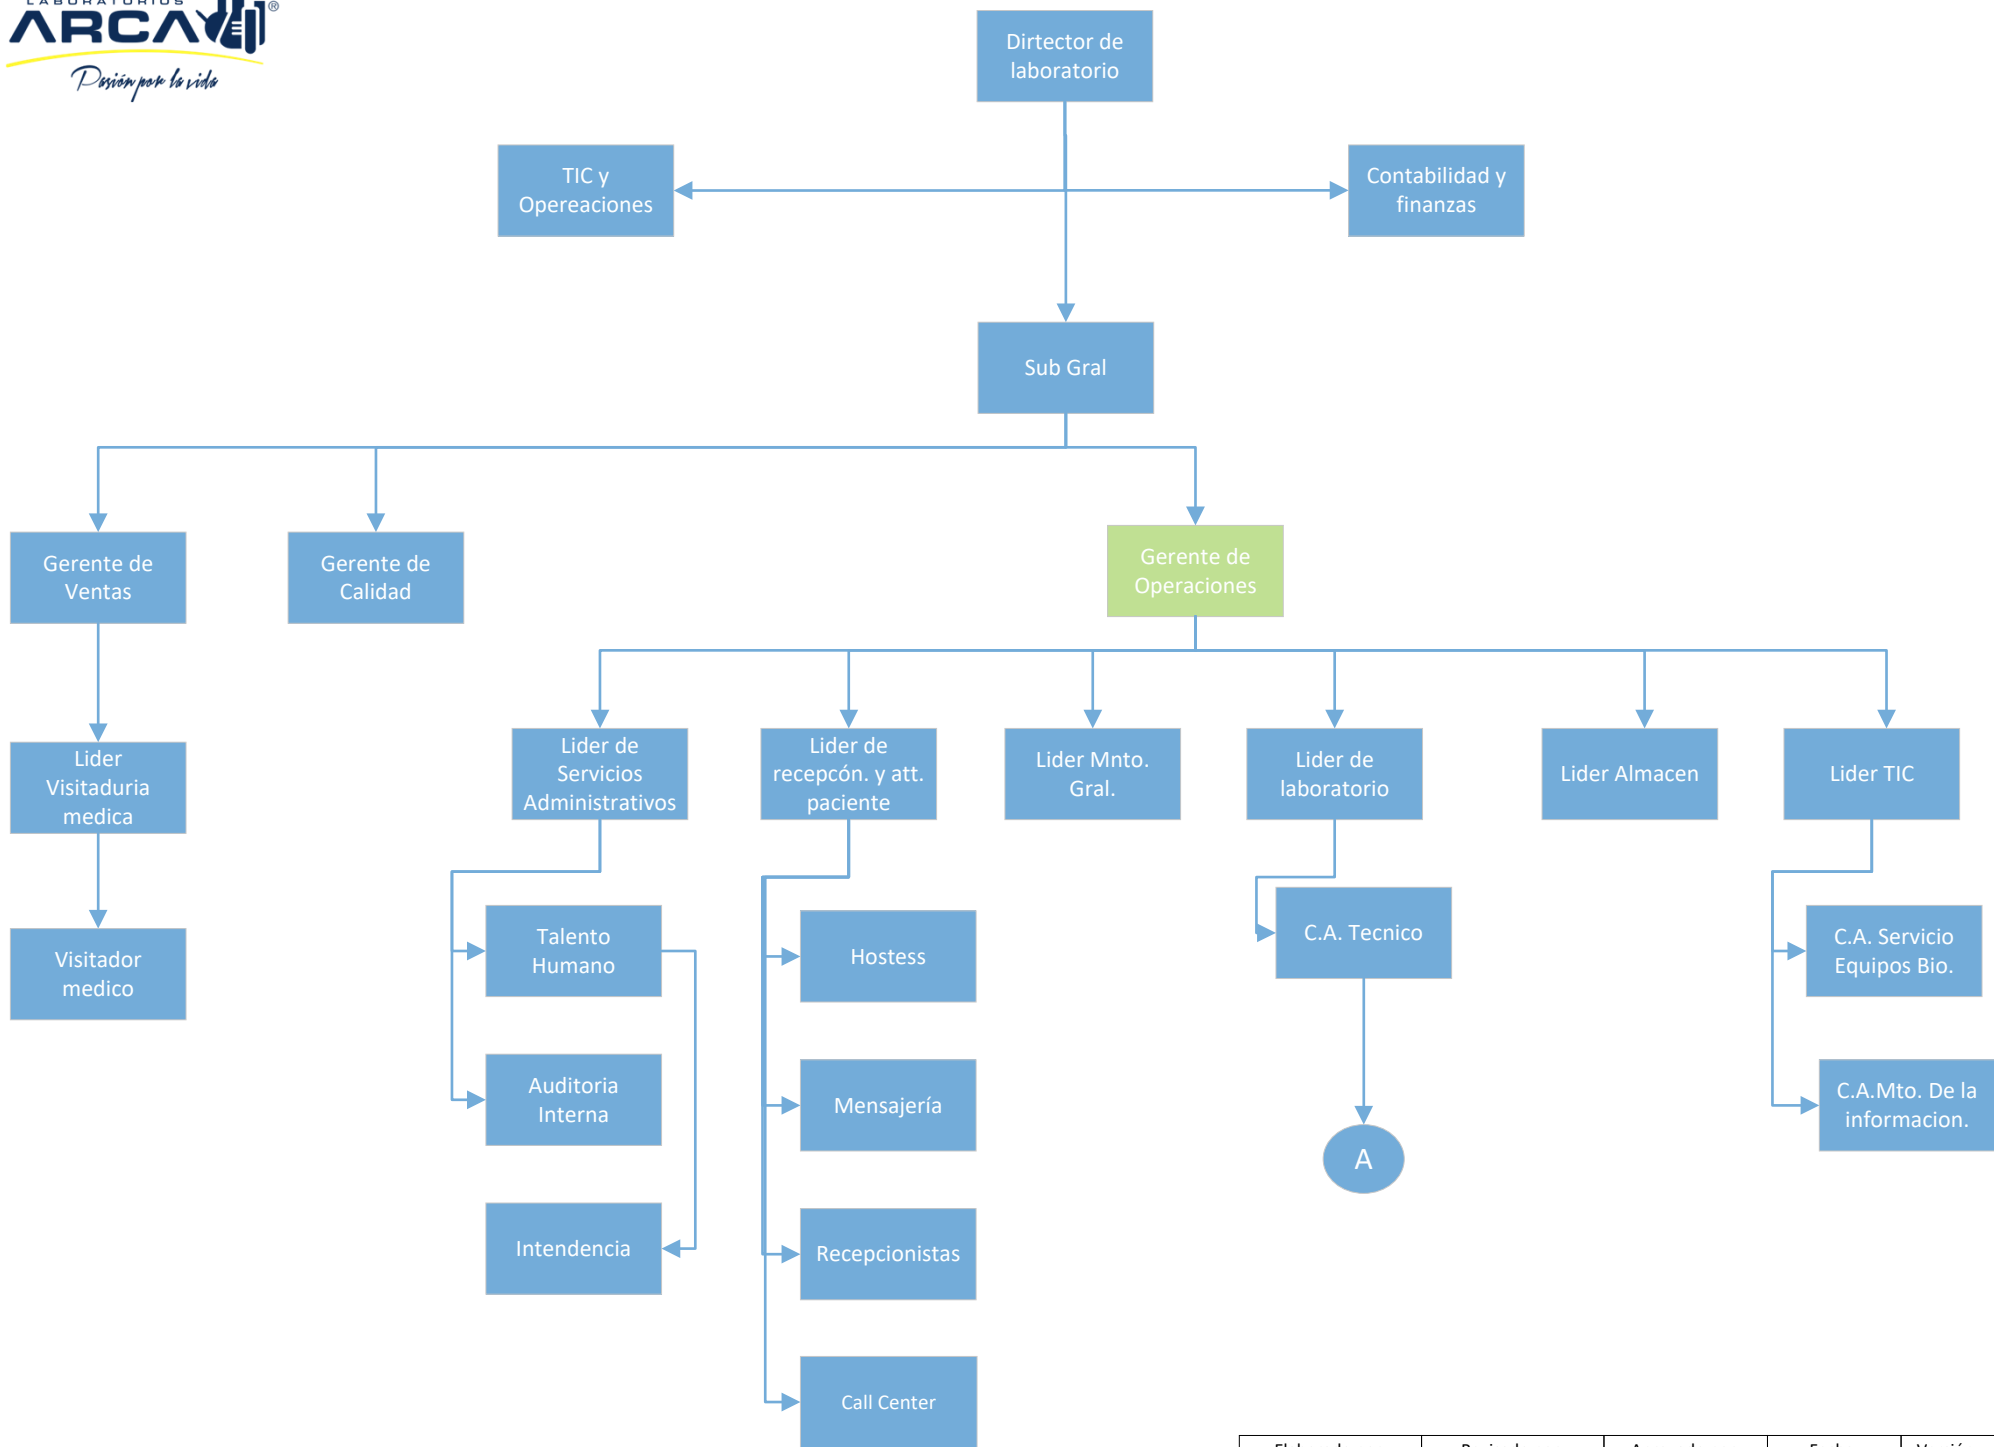 LABORATORIOS
ARCA®
Pasión por la vida
Dirtector de
laboratorio
TIC y
Opereaciones
Contabilidad y
finanzas
Sub Gral
Gerente de
Ventas
Gerente de
Calidad
Gerente de
Operaciones
Lider
Visitaduria
medica
Lider de
Servicios
Administrativos
Lider de
recepcón. y att.
paciente
Lider Mnto.
Gral.
Lider de
laboratorio
Lider Almacen
Lider TIC
Visitador
medico
Talento
Humano
Hostess
C.A. Tecnico
C.A. Servicio
Equipos Bio.
Auditoria
Interna
Mensajería
C.A.Mto. De la
informacion.
A
Intendencia
Recepcionistas
Call Center